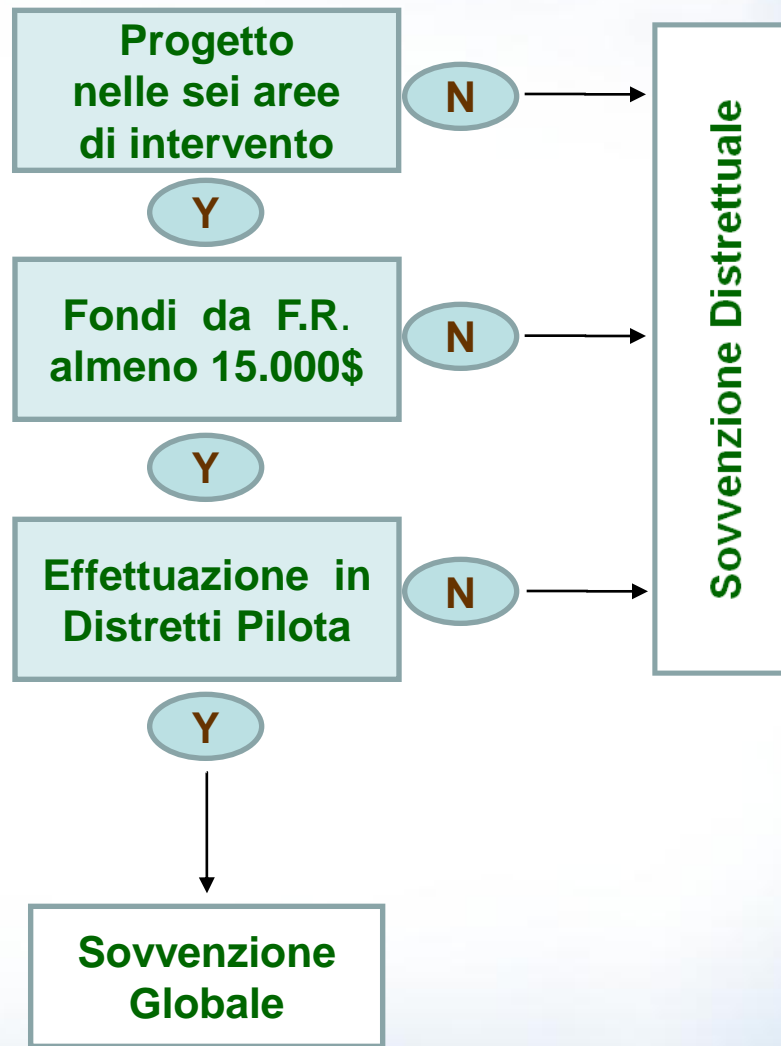 Progetto
nelle sei aree
di intervento
N
Y
Fondi da F.R.
almeno 15.000$
N
Y
Effettuazione in
Distretti Pilota
N
Y
Sovvenzione
Globale
Sovvenzione Distrettuale